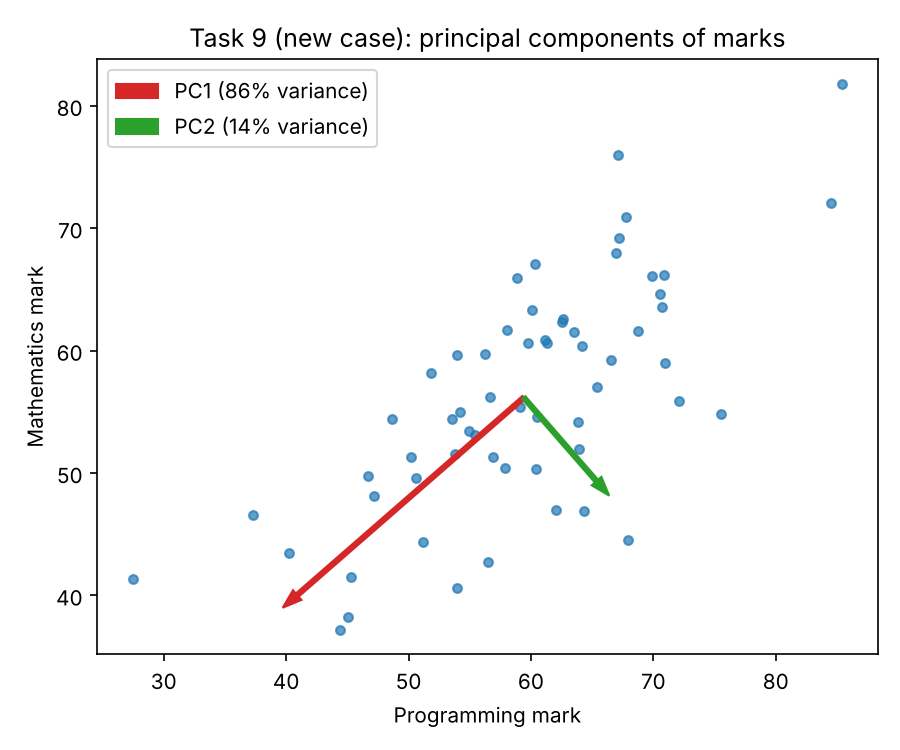 Task 9 (new case): principal components of marks
PC1 (86% variance)
PC2 (14% variance)
Mathematics mark
80
70
60
50
40
30 40 50 60 70 80
Programming mark